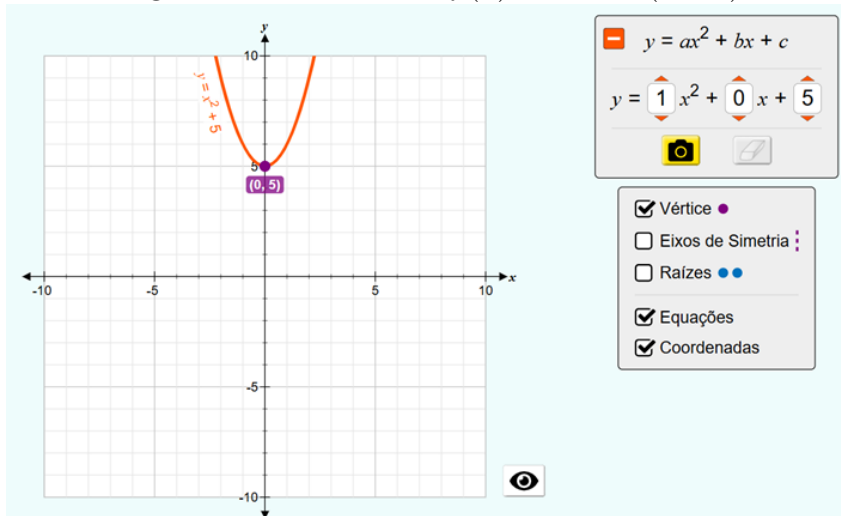 y
10
y = x² + 5
5
(0, 5)
x
-10
-5
5
10
-5
-10
y = ax² + bx + c
y = 1 x² + 0 x + 5
Vértice
Eixos de Simetria
Raízes
Equações
Coordenadas